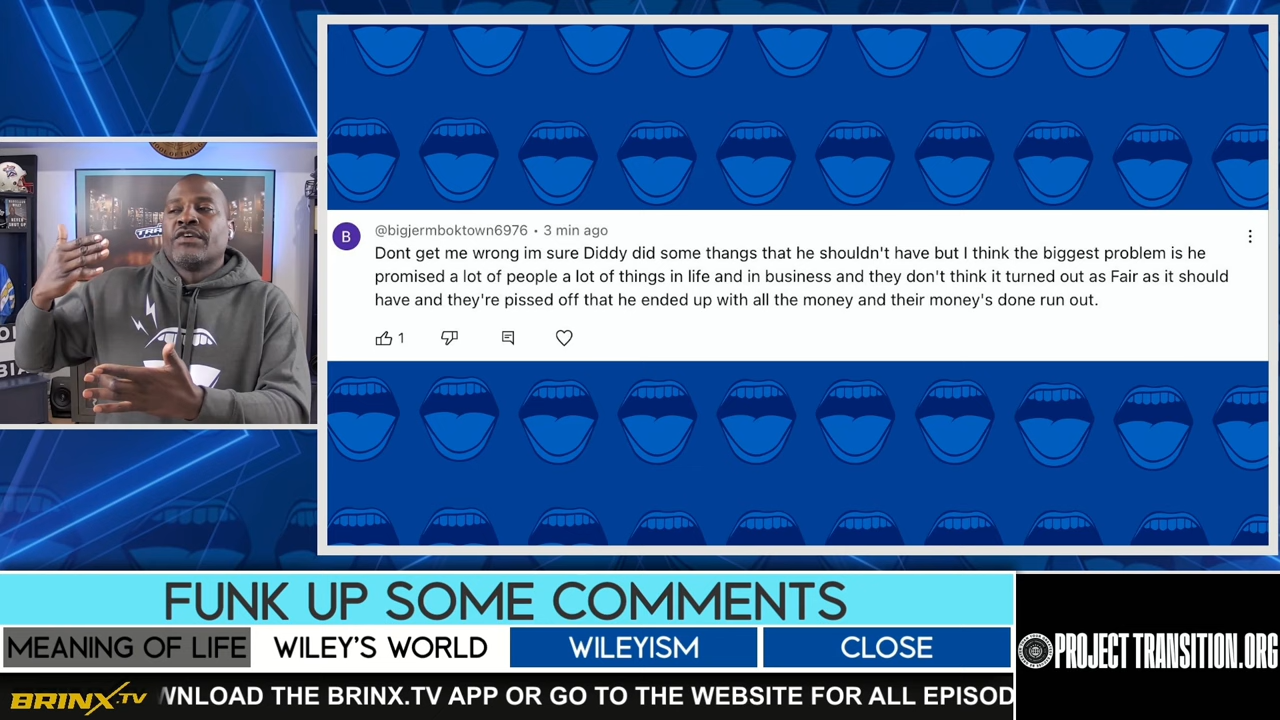 @bigjermboktown6976 • 3 min ago
Dont get me wrong im sure Diddy did some thangs that he shouldn't have but I think the biggest problem is he
promised a lot of people a lot of things in life and in business and they don't think it turned out as Fair as it should
have and they're pissed off that he ended up with all the money and their money's done run out.
1
B
FUNK UP SOME COMMENTS
MEANING OF LIFE
WILEY'S WORLD
WILEYISM
CLOSE
PROJECT TRANSITION.ORG
BRINX.TV
WNLOAD THE BRINX.TV APP OR GO TO THE WEBSITE FOR ALL EPISOD